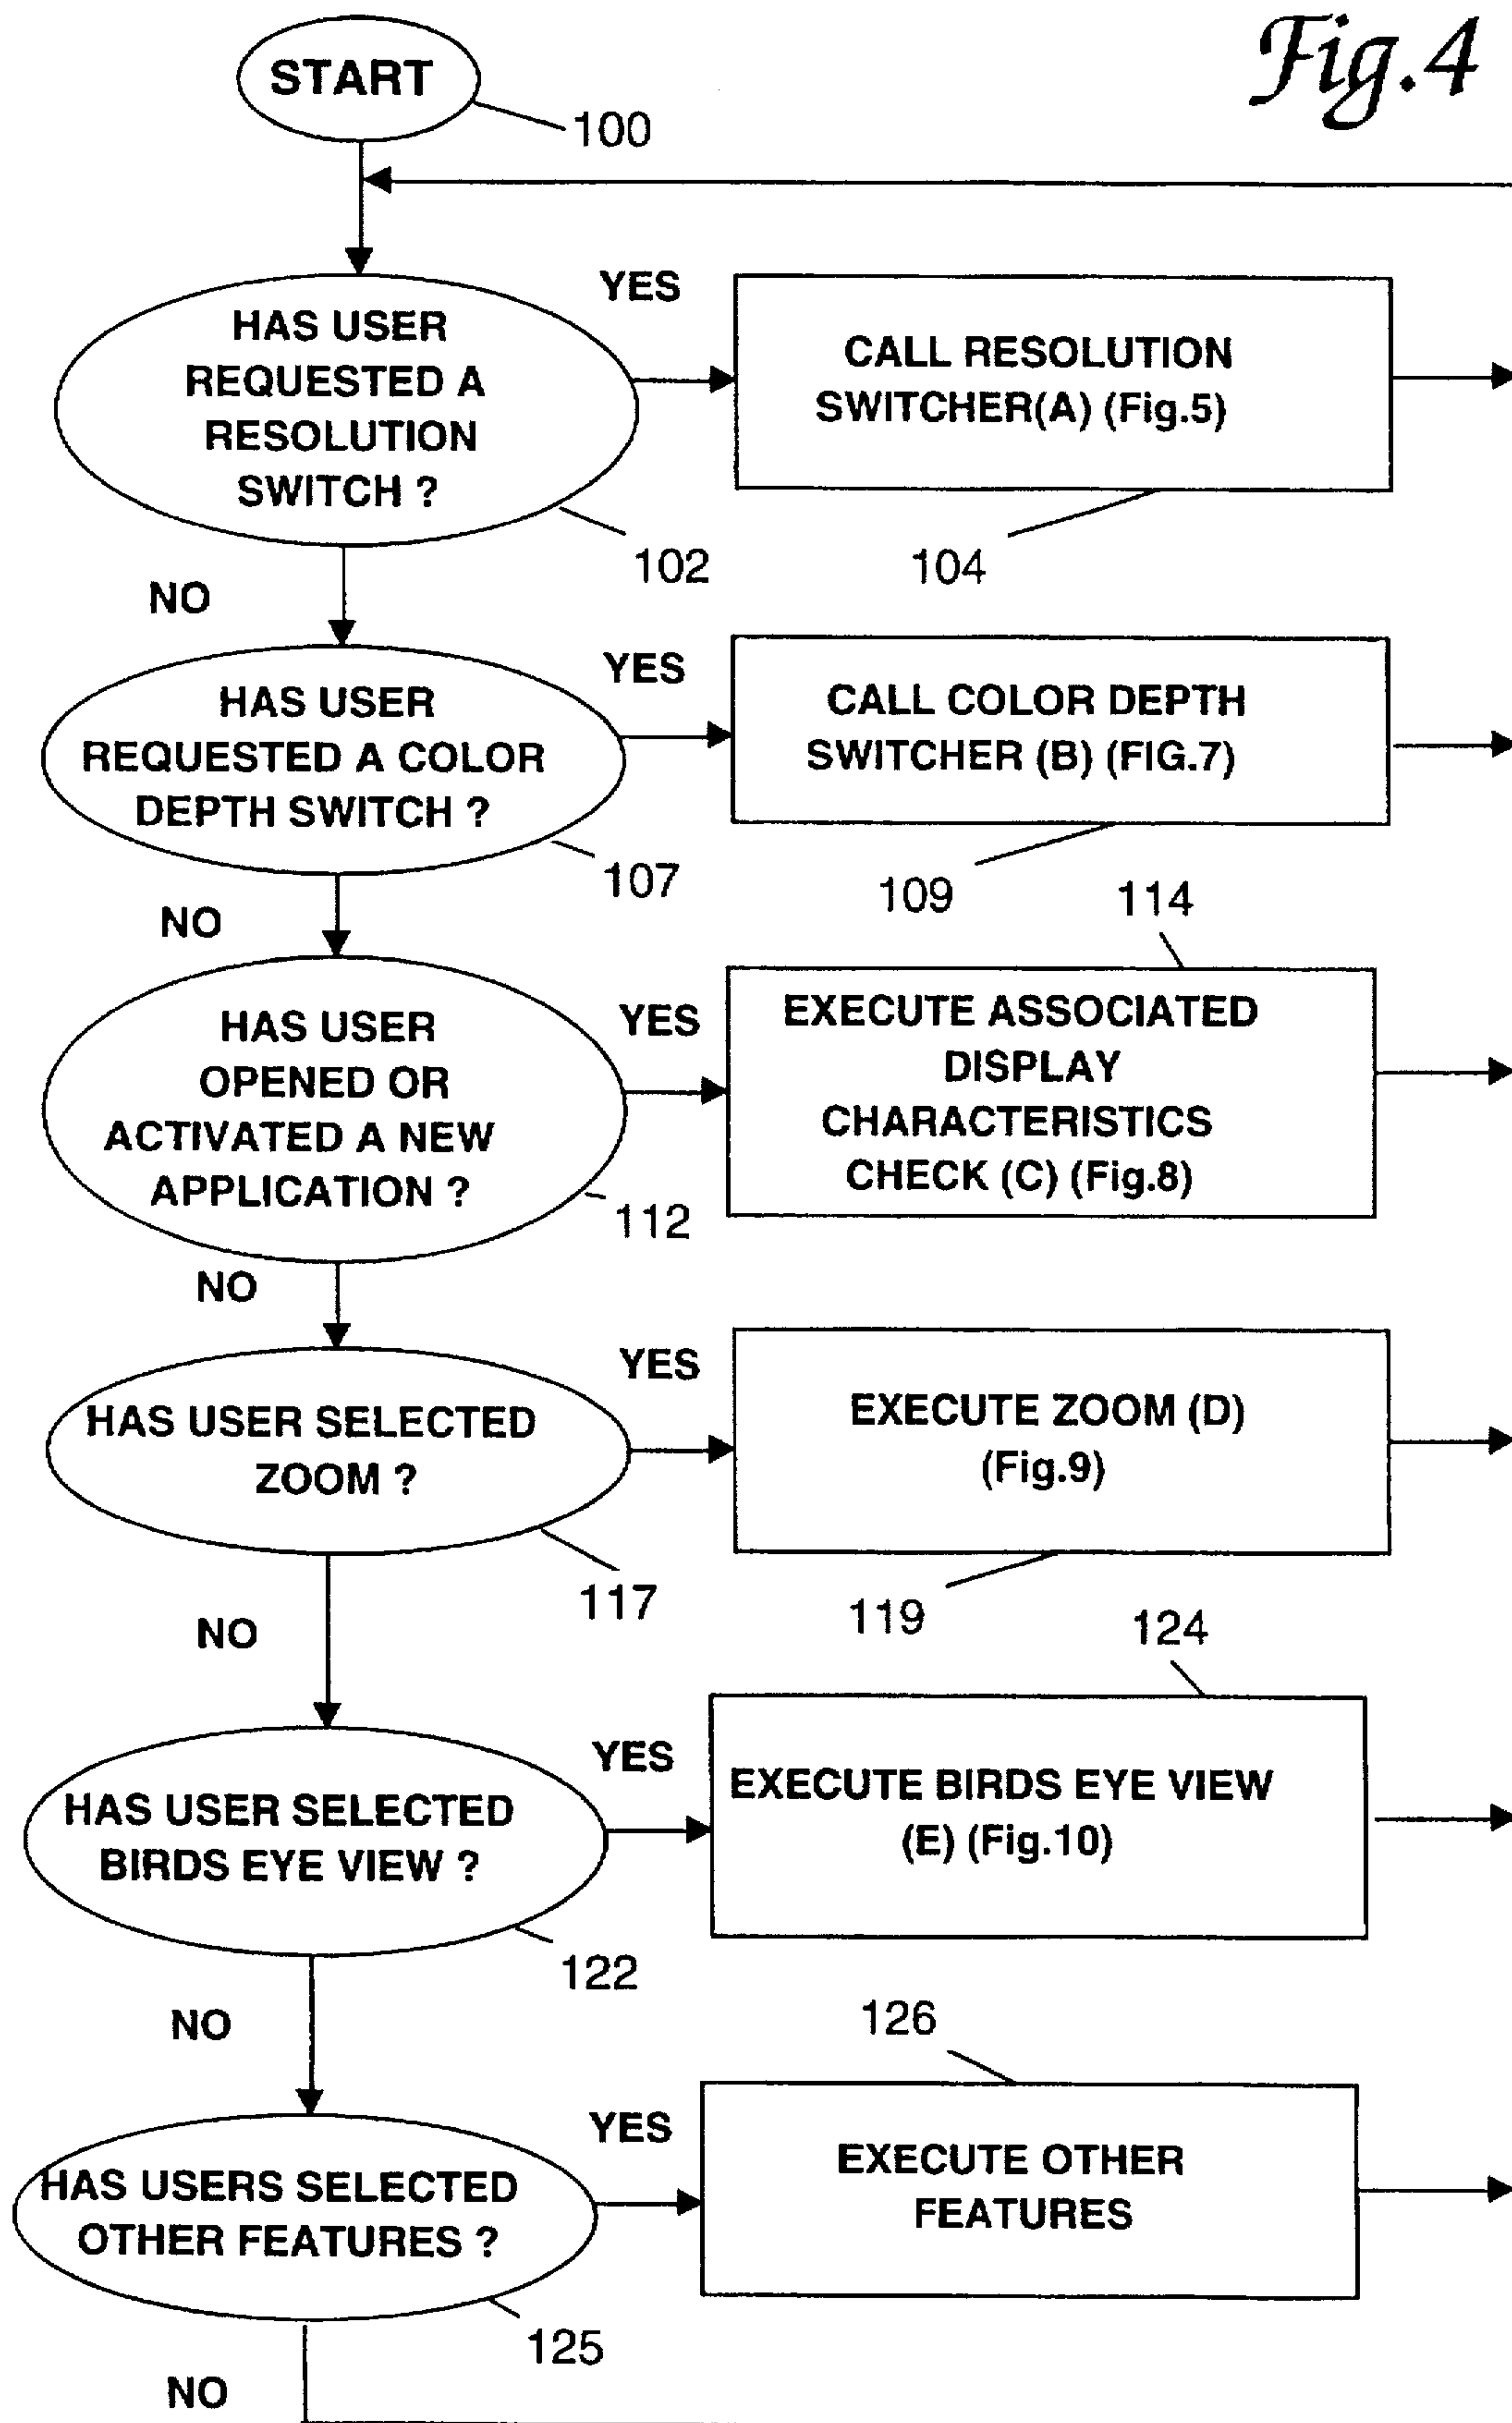 Fig.4
START
100
HAS USER
REQUESTED A
RESOLUTION
SWITCH ?
102
YES
CALL RESOLUTION
SWITCHER(A) (Fig.5)
104
NO
HAS USER
REQUESTED A COLOR
DEPTH SWITCH ?
107
YES
CALL COLOR DEPTH
SWITCHER (B) (FIG.7)
109
NO
HAS USER
OPENED OR
ACTIVATED A NEW
APPLICATION ?
112
YES
114
EXECUTE ASSOCIATED
DISPLAY
CHARACTERISTICS
CHECK (C) (Fig.8)
NO
HAS USER SELECTED
ZOOM ?
117
YES
EXECUTE ZOOM (D)
(Fig.9)
119
NO
HAS USER SELECTED
BIRDS EYE VIEW ?
122
YES
124
EXECUTE BIRDS EYE VIEW
(E) (Fig.10)
NO
HAS USERS SELECTED
OTHER FEATURES ?
125
YES
126
EXECUTE OTHER
FEATURES
NO